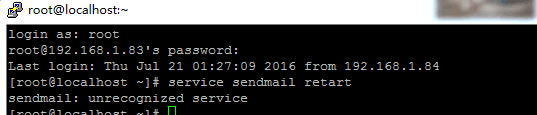 root@localhost:~
login as: root
root@192.168.1.83's password:
Last login: Thu Jul 21 01:27:09 2016 from 192.168.1.84
[root@localhost ~]# service sendmail retart
sendmail: unrecognized service
[root@localhost ~]#